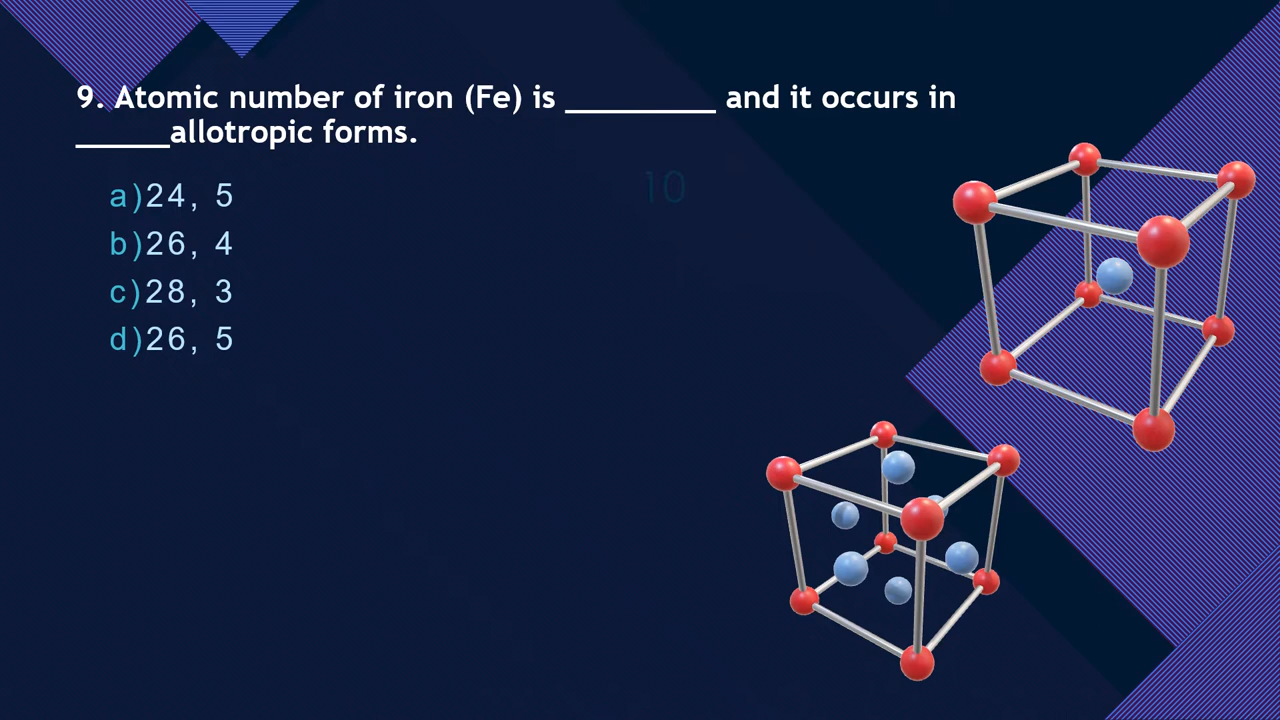 9. Atomic number of iron (Fe) is _________ and it occurs in
______allotropic forms.
10
a)24, 5
b)26, 4
c)28, 3
d)26, 5